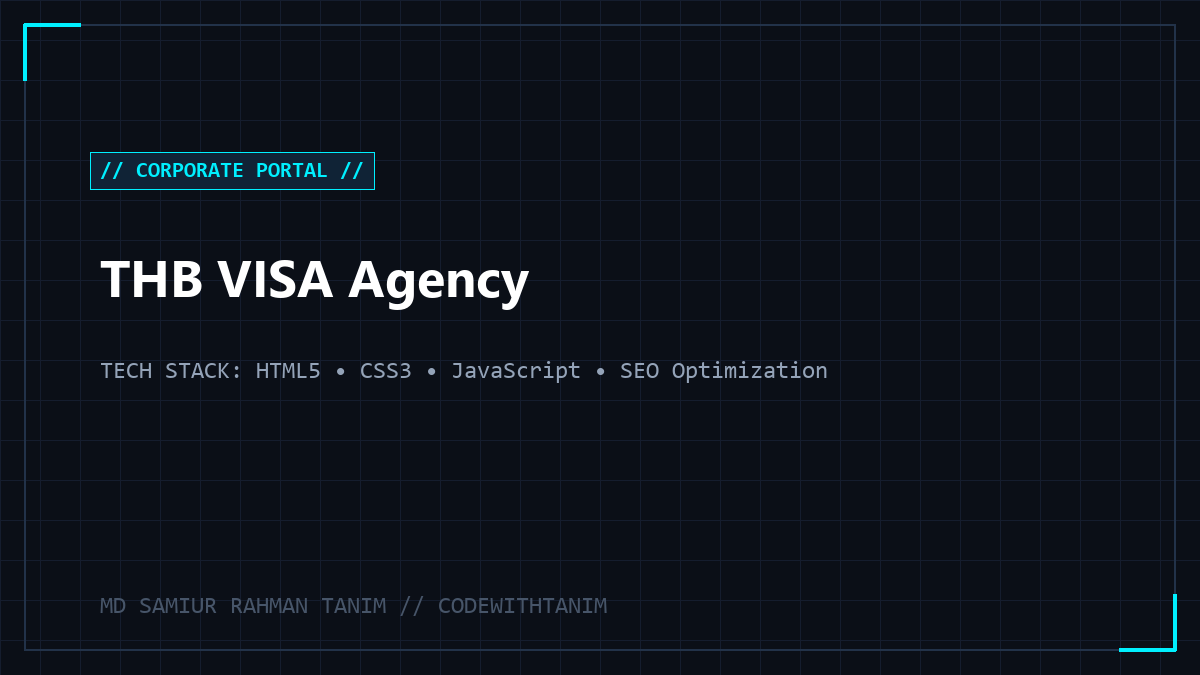 // CORPORATE PORTAL //
THB VISA Agency
TECH STACK: HTML5 • CSS3 • JavaScript • SEO Optimization
MD SAMIUR RAHMAN TANIM // CODEWITHTANIM